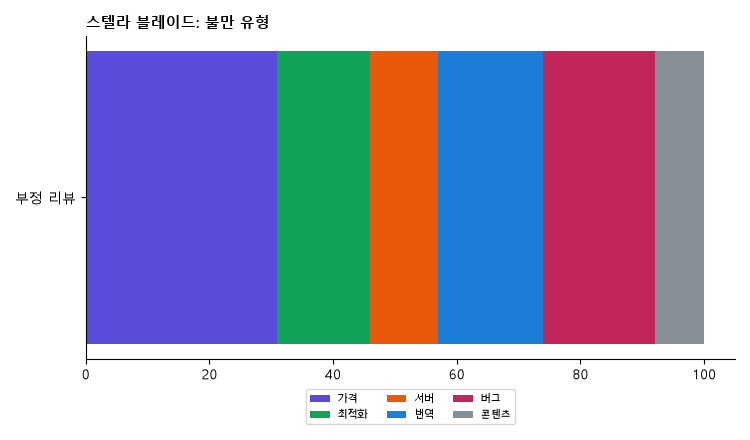 스텔라 블레이드: 불만 유형
부정 리뷰
0 20 40 60 80 100
가격 서버 버그
최적화 번역 콘텐츠